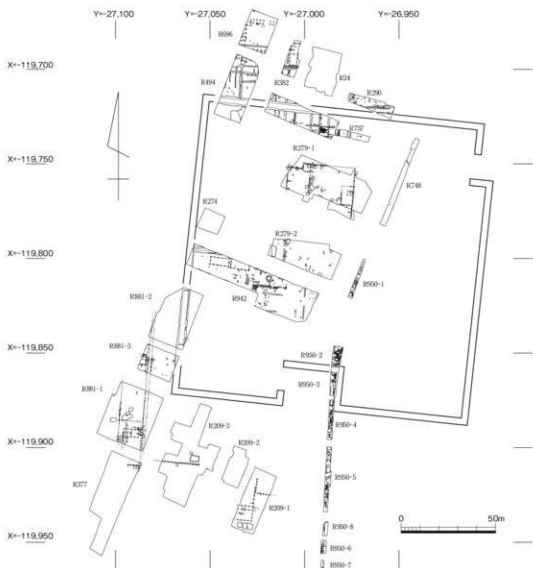 Y=-27,100 Y=-27,050 Y=-27,000 Y=-26,950
R696
X=-119,700
R494 R382 R24 R290
R757
X=-119,750
R279-1
R748
R274
R279-2
X=-119,800
R881-2 R942 R950-1
X=-119,850
R881-3 R950-2
R950-3
R881-1
R209-3 R950-4
X=-119,900
R209-2
R377 R950-5
R209-1
0 50m
R950-8
X=-119,950
R950-6
R950-7